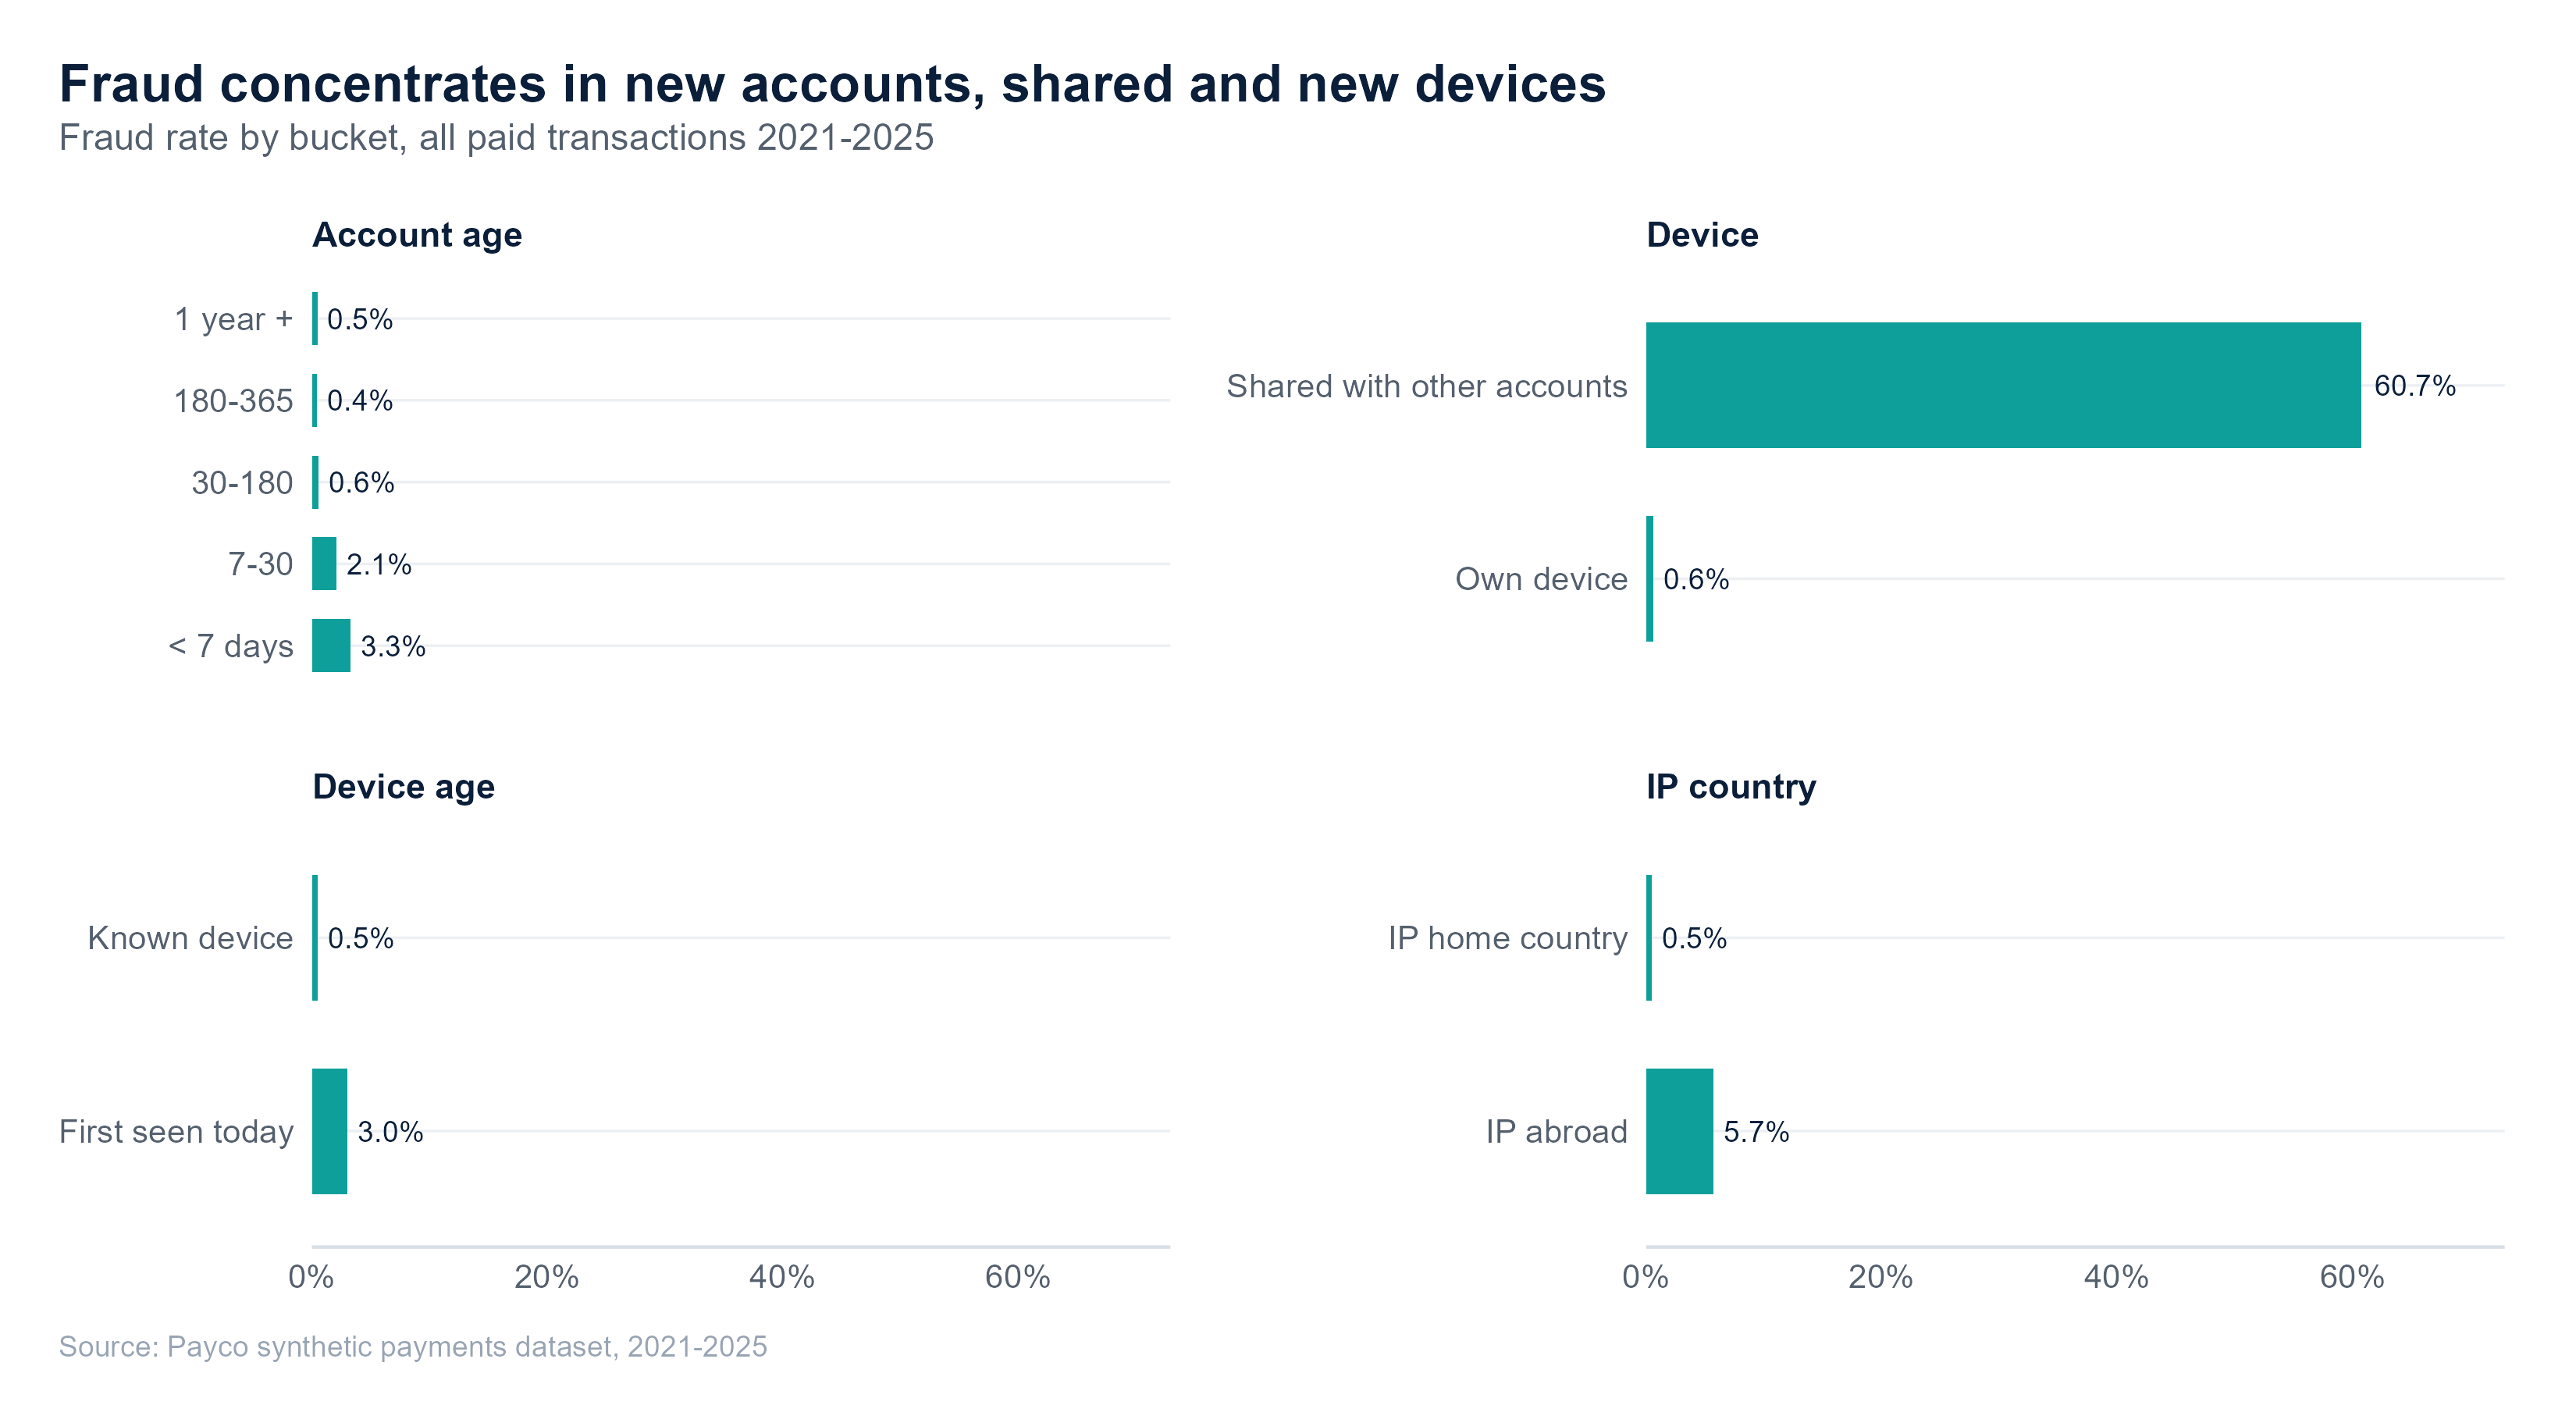 Fraud concentrates in new accounts, shared and new devices
Fraud rate by bucket, all paid transactions 2021-2025
Account age
1 year +
0.5%
180-365
0.4%
30-180
0.6%
7-30
2.1%
< 7 days
3.3%
Device
Shared with other accounts
60.7%
Own device
0.6%
Device age
Known device
0.5%
First seen today
3.0%
0%
20%
40%
60%
IP country
IP home country
0.5%
IP abroad
5.7%
0%
20%
40%
60%
Source: Payco synthetic payments dataset, 2021-2025